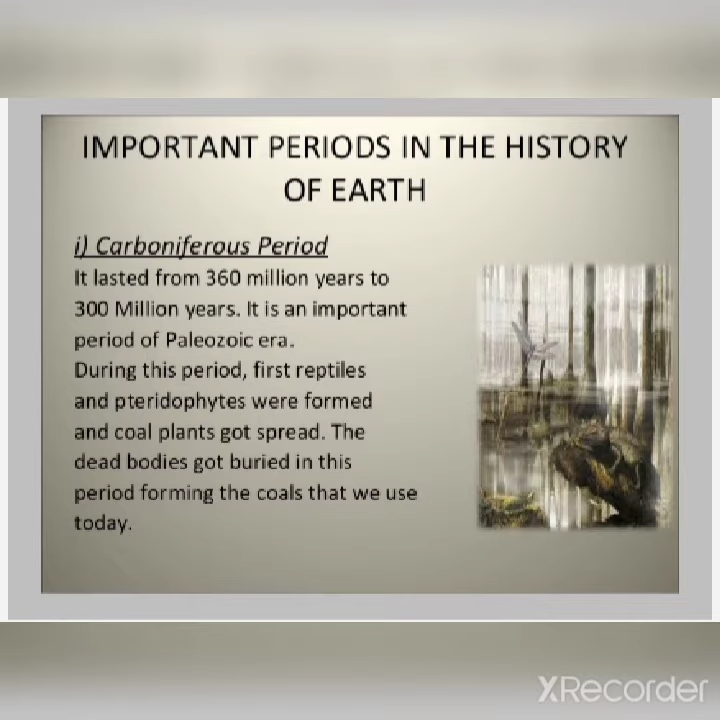 IMPORTANT PERIODS IN THE HISTORY
OF EARTH
i) Carboniferous Period
It lasted from 360 million years to
300 Million years. It is an important
period of Paleozoic era.
During this period, first reptiles
and pteridophytes were formed
and coal plants got spread. The
dead bodies got buried in this
period forming the coals that we use
today.
XRecorder